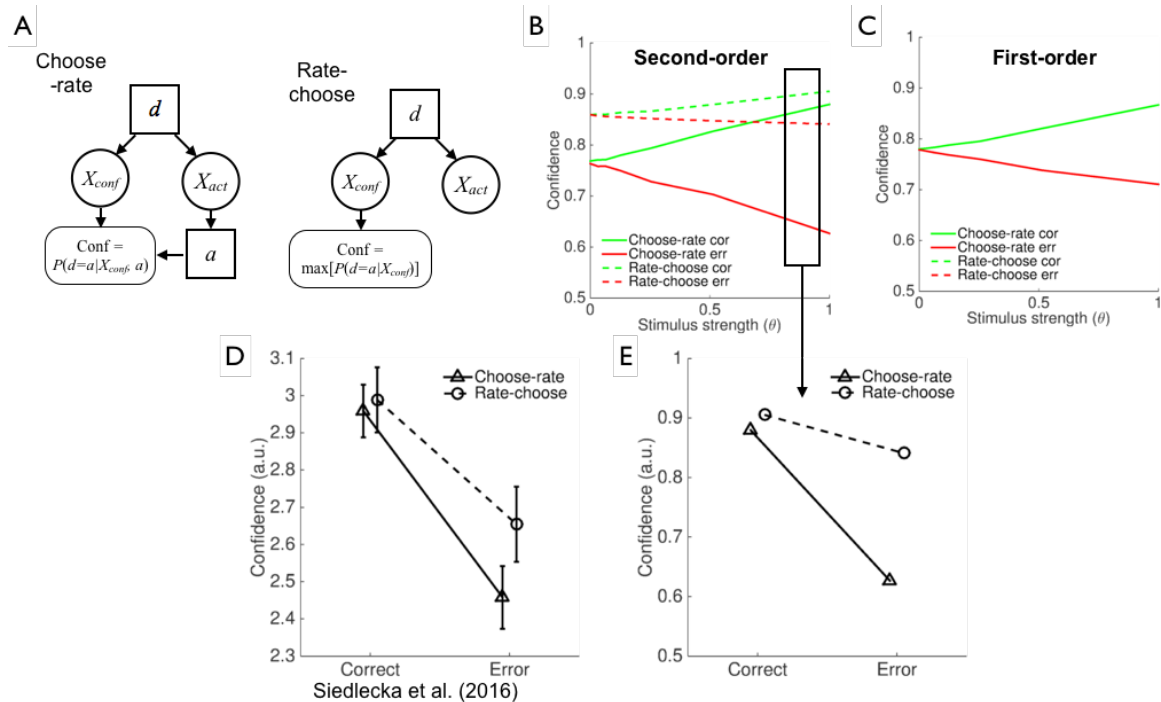 A
Choose
-rate
d
X_conf
X_act
Conf =
P(d=a|X_conf, a)
a
Rate-
choose
d
X_conf
X_act
Conf =
max[P(d=a|X_conf)]
B
Second-order
1
0.9
0.8
0.7
0.6
0.5
Confidence
Choose-rate cor
Choose-rate err
Rate-choose cor
Rate-choose err
0
0.5
1
Stimulus strength (θ)
C
First-order
1
0.9
0.8
0.7
0.6
0.5
Confidence
Choose-rate cor
Choose-rate err
Rate-choose cor
Rate-choose err
0
0.5
1
Stimulus strength (θ)
D
3.1
3
2.9
2.8
2.7
2.6
2.5
2.4
2.3
Confidence (a.u.)
Choose-rate
Rate-choose
Correct
Error
Siedlecka et al. (2016)
E
1
0.9
0.8
0.7
0.6
0.5
Confidence (a.u.)
Choose-rate
Rate-choose
Correct
Error